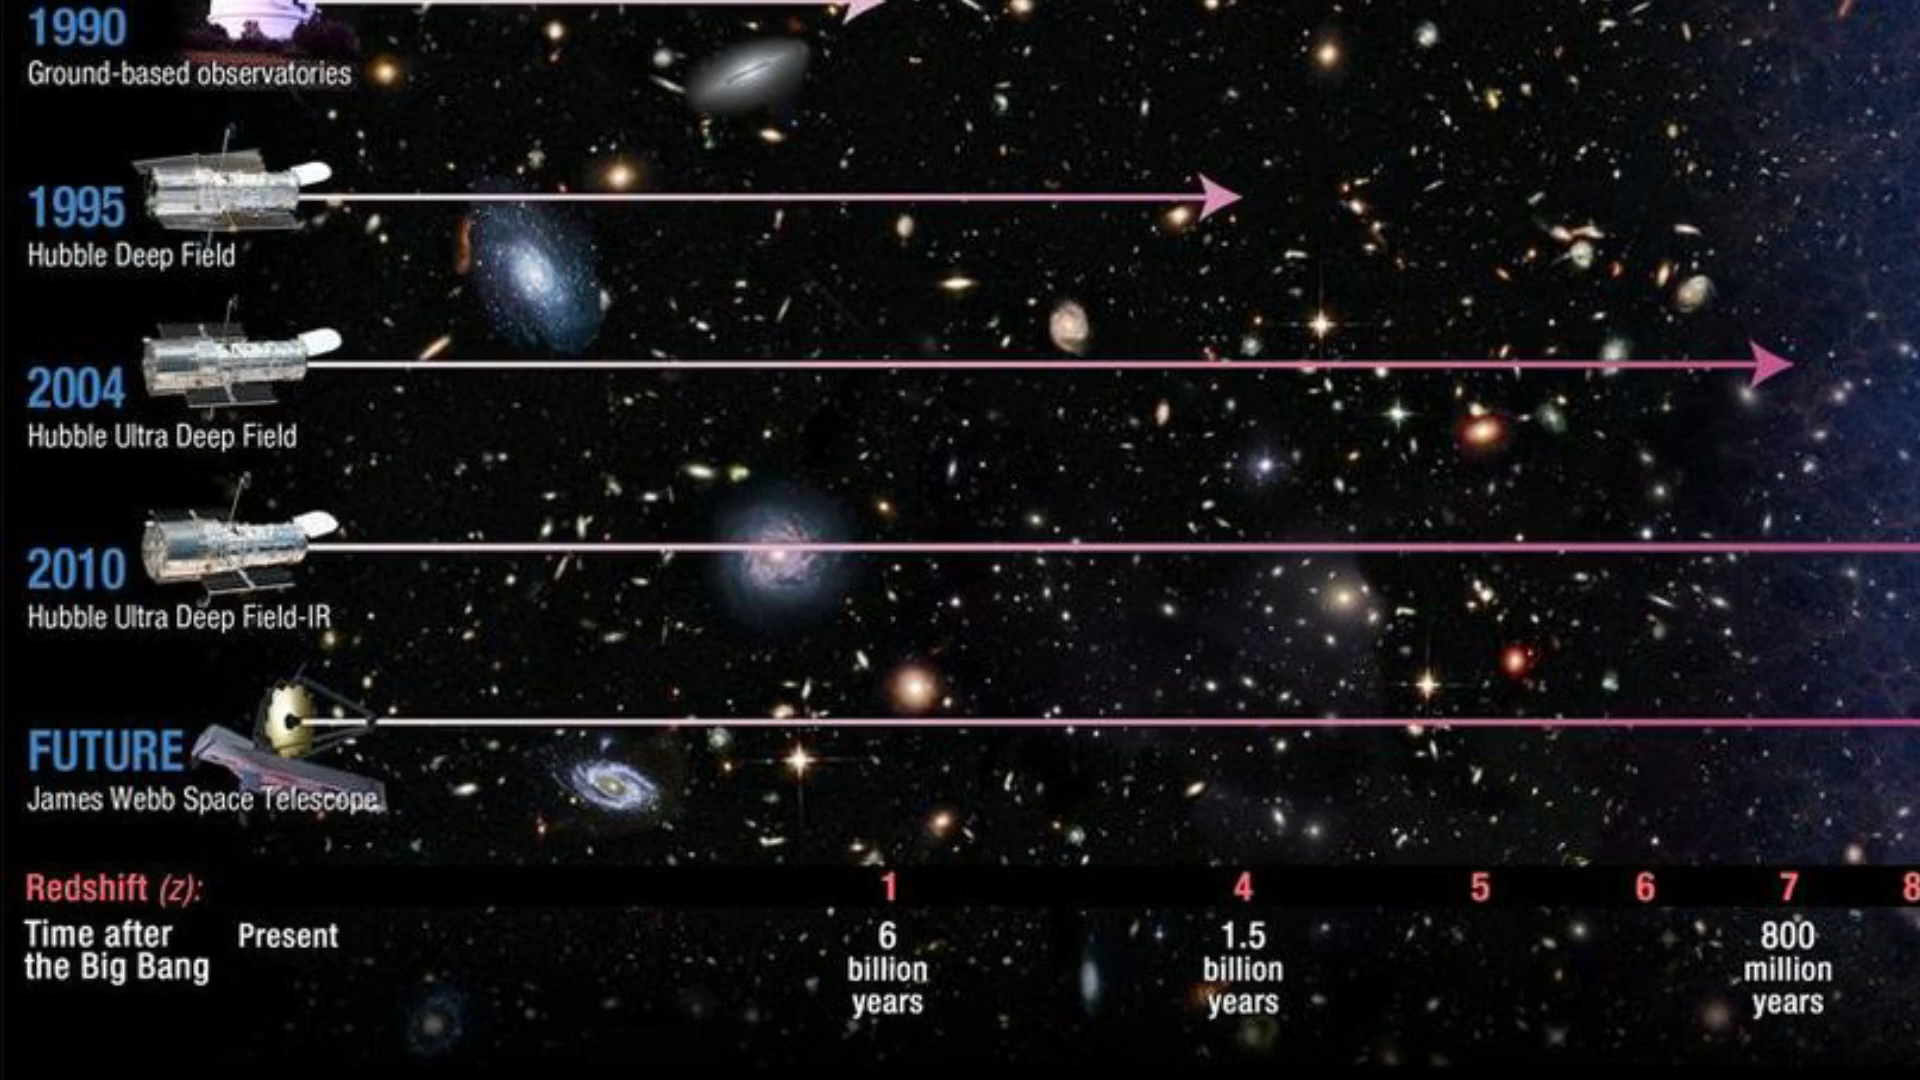 1990
Ground-based observatories
1995
Hubble Deep Field
2004
Hubble Ultra Deep Field
2010
Hubble Ultra Deep Field-IR
FUTURE
James Webb Space Telescope
Redshift (z): 1 4 5 6 7 8
Time after Present 6 1.5 800
the Big Bang billion billion million
years years years